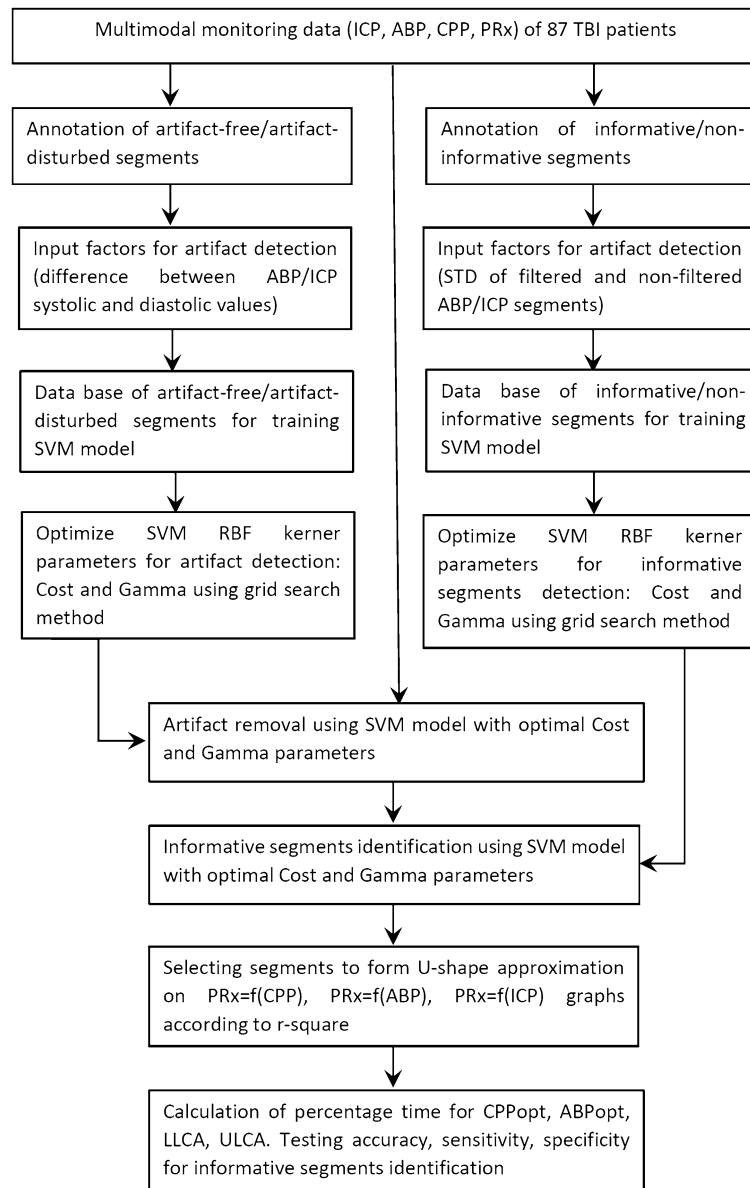 Multimodal monitoring data (ICP, ABP, CPP, PRx) of 87 TBI patients
Annotation of artifact-free/artifact-
disturbed segments
Input factors for artifact detection
(difference between ABP/ICP
systolic and diastolic values)
Data base of artifact-free/artifact-
disturbed segments for training
SVM model
Optimize SVM RBF kerner
parameters for artifact detection:
Cost and Gamma using grid search
method
Annotation of informative/non-
informative segments
Input factors for artifact detection
(STD of filtered and non-filtered
ABP/ICP segments)
Data base of informative/non-
informative segments for training
SVM model
Optimize SVM RBF kerner
parameters for informative
segments detection: Cost and
Gamma using grid search method
Artifact removal using SVM model with optimal Cost
and Gamma parameters
Informative segments identification using SVM model
with optimal Cost and Gamma parameters
Selecting segments to form U-shape approximation
on PRx=f(CPP), PRx=f(ABP), PRx=f(ICP) graphs
according to r-square
Calculation of percentage time for CPPopt, ABPopt,
LLCA, ULCA. Testing accuracy, sensitivity, specificity
for informative segments identification